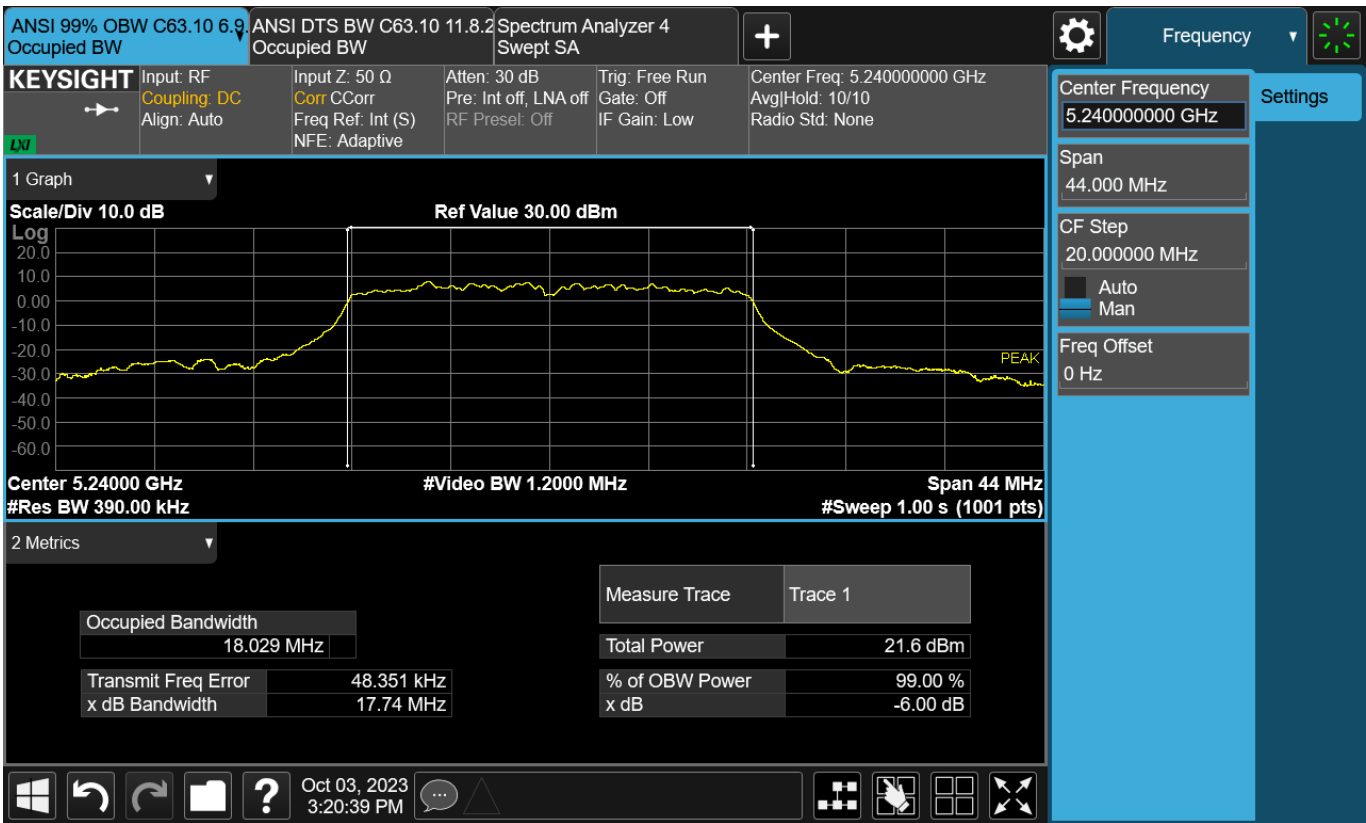 ANSI 99% OBW C63.10 6.9.
Occupied BW
ANSI DTS BW C63.10 11.8.2
Occupied BW
Spectrum Analyzer 4
Swept SA
Frequency
KEYSIGHT
LXI
Input: RF
Coupling: DC
Align: Auto
Input Z: 50 Ω
Corr CCorr
Freq Ref: Int (S)
NFE: Adaptive
Atten: 30 dB
Pre: Int off, LNA off
RF Presel: Off
Trig: Free Run
Gate: Off
IF Gain: Low
Center Freq: 5.240000000 GHz
Avg|Hold: 10/10
Radio Std: None
Center Frequency
5.240000000 GHz
Settings
Span
44.000 MHz
CF Step
20.000000 MHz
Auto
Man
Freq Offset
0 Hz
1 Graph
Scale/Div 10.0 dB
Ref Value 30.00 dBm
Log
20.0
10.0
0.00
-10.0
-20.0
-30.0
-40.0
-50.0
-60.0
PEAK
Center 5.24000 GHz
#Video BW 1.2000 MHz
Span 44 MHz
#Res BW 390.00 kHz
#Sweep 1.00 s (1001 pts)
2 Metrics
Measure Trace
Trace 1
Occupied Bandwidth
18.029 MHz
Total Power
21.6 dBm
Transmit Freq Error
48.351 kHz
% of OBW Power
99.00 %
x dB Bandwidth
17.74 MHz
x dB
-6.00 dB
?
Oct 03, 2023
3:20:39 PM